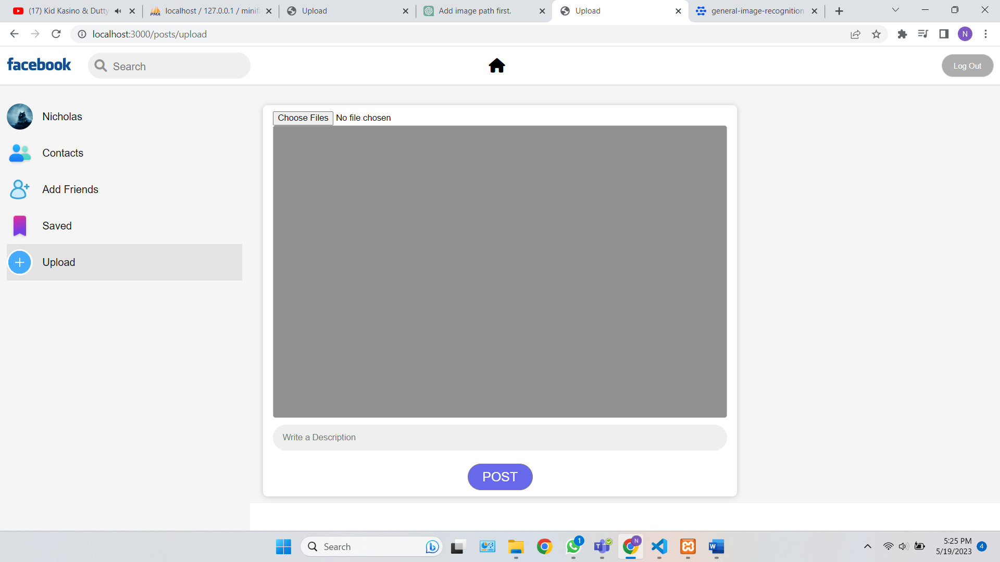 (17) Kid Kasino & Dutty
localhost / 127.0.0.1 / minif
Upload
Add image path first.
Upload
general-image-recognition
localhost:3000/posts/upload
N
facebook
Search
Log Out
Nicholas
Contacts
Add Friends
Saved
Upload
Choose Files No file chosen
Write a Description
POST
Search
1
N
5:25 PM
5/19/2023
4